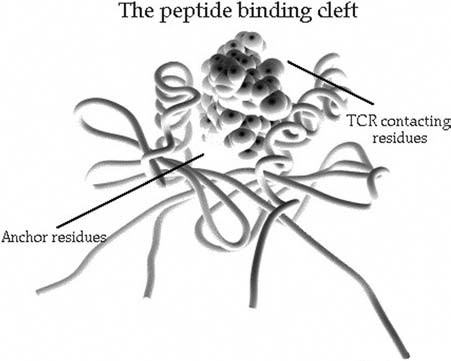 The peptide binding cleft
TCR contacting
residues
Anchor residues